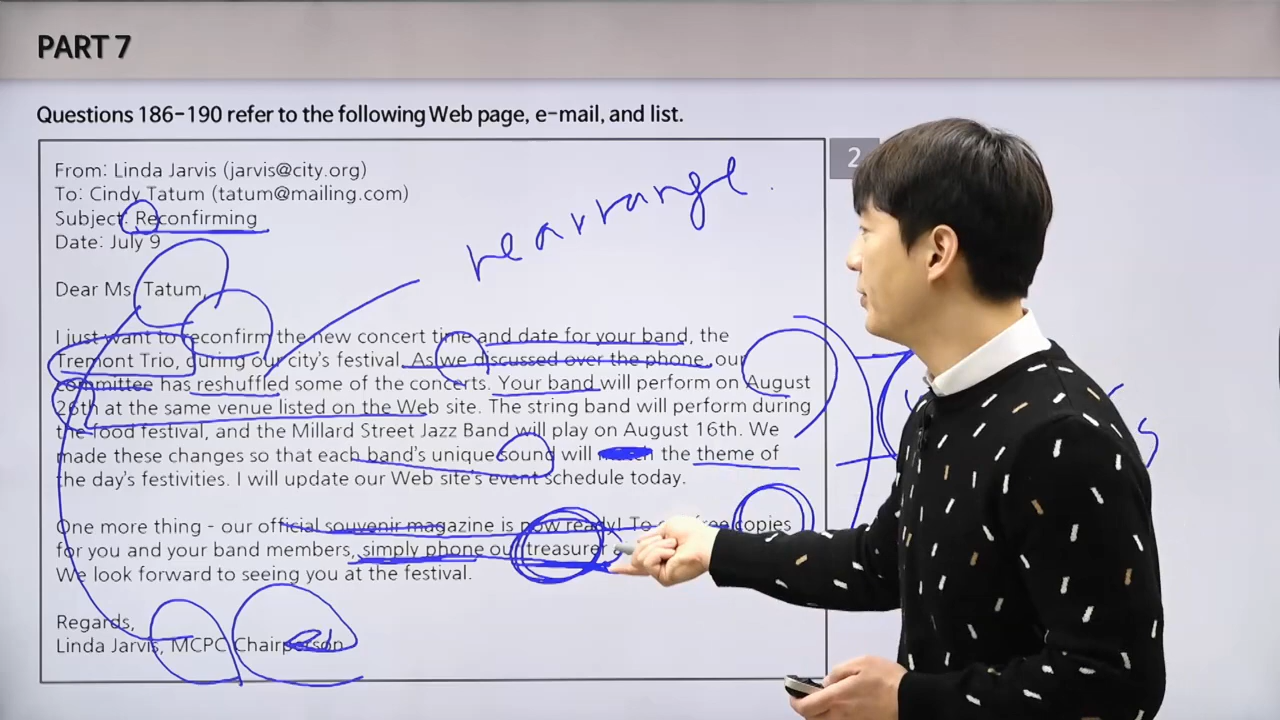 PART 7
Questions 186-190 refer to the following Web page, e-mail, and list.
2
From: Linda Jarvis (jarvis@city.org)
To: Cindy Tatum (tatum@mailing.com)
Subject: Reconfirming
Date: July 9
rearrange
Dear Ms. Tatum,
I just want to reconfirm the new concert time and date for your band, the
Tremont Trio, during our city's festival. As we discussed over the phone, our
committee has reshuffled some of the concerts. Your band will perform on August
26th at the same venue listed on the Web site. The string band will perform during
the food festival, and the Millard Street Jazz Band will play on August 16th. We
made these changes so that each band's unique sound will the theme of
the day's festivities. I will update our Web site's event schedule today.
One more thing - our official souvenir magazine is now ready! To free copies
for you and your band members, simply phone our treasurer
We look forward to seeing you at the festival.
Regards,
Linda Jarvis, MCPC Chairperson